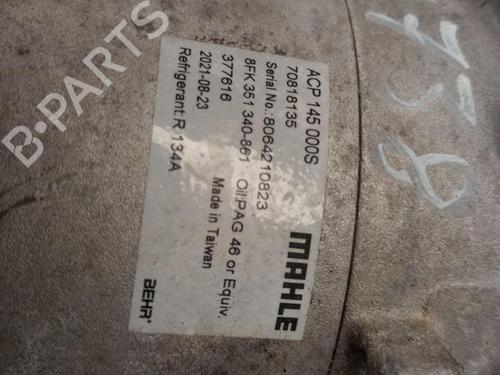 ACP 145 000S
70818135
Serial No.:8064210823
8FK 351 340-861 Oil:PAG 46 or Equiv.
377616 Made in Taiwan
2021-08-23
Refrigerant:R 134A
MAHLE
BEHR
B-PARTS